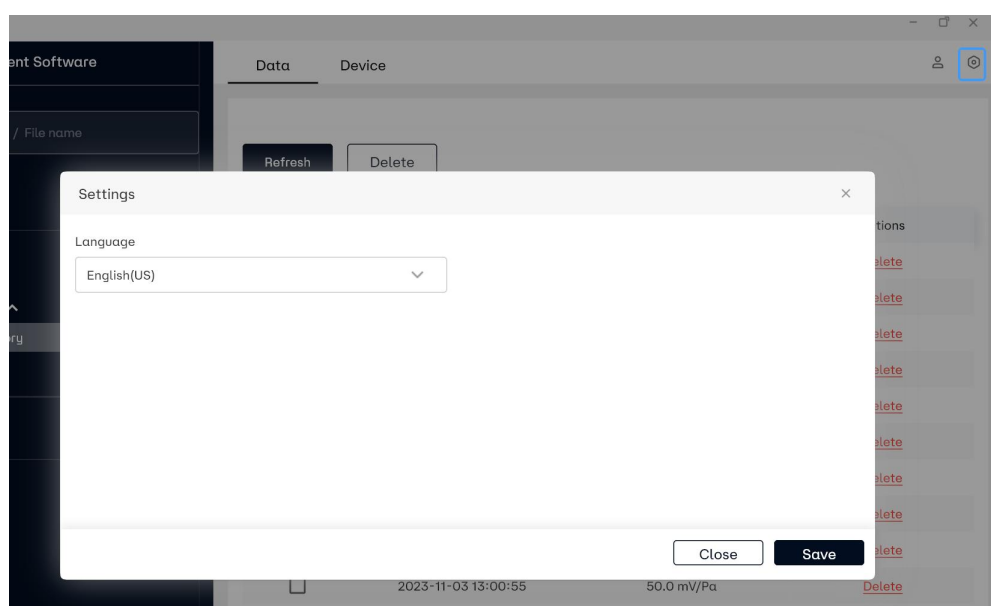 ent Software
Data
Device
/ File name
Refresh
Delete
Settings
Language
English(US)
tions
elete
elete
elete
elete
ory
elete
elete
elete
elete
elete
Close
Save
2023-11-03 13:00:55
50.0 mV/Pa
Delete